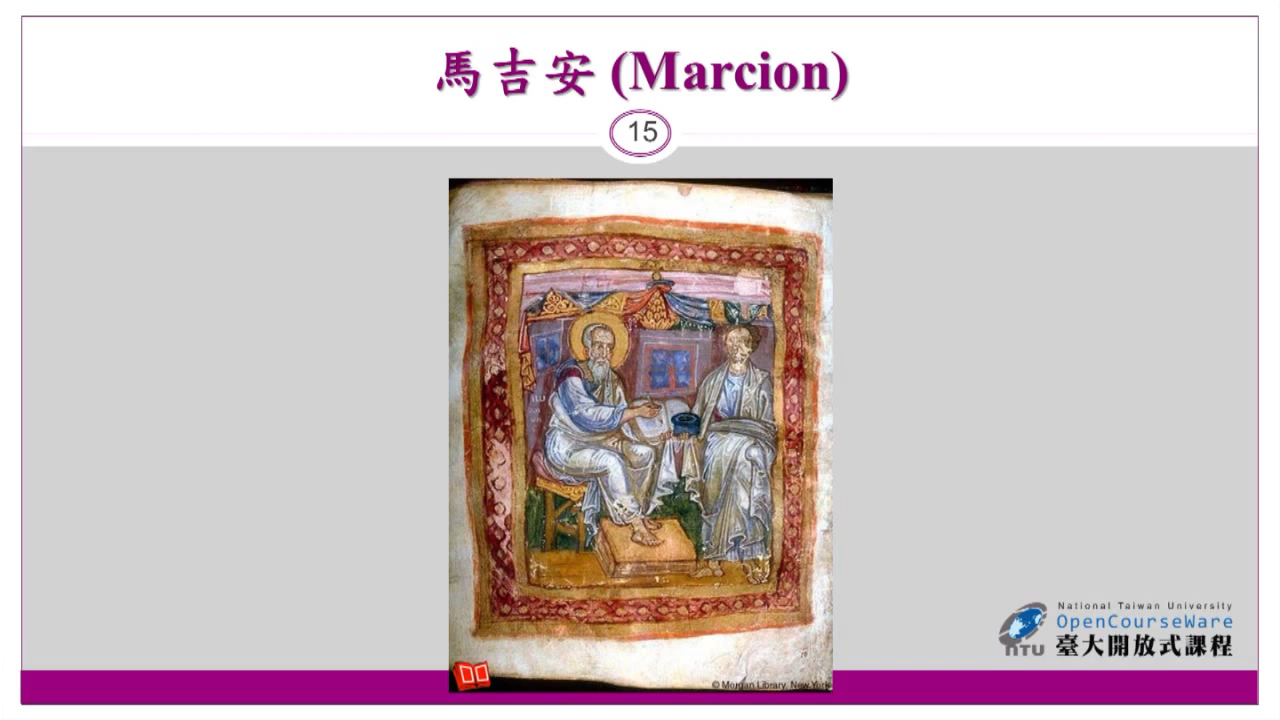 馬吉安 (Marcion)
15
© Morgan Library, New York
National Taiwan University
OpenCourseWare
NTU 臺大開放式課程